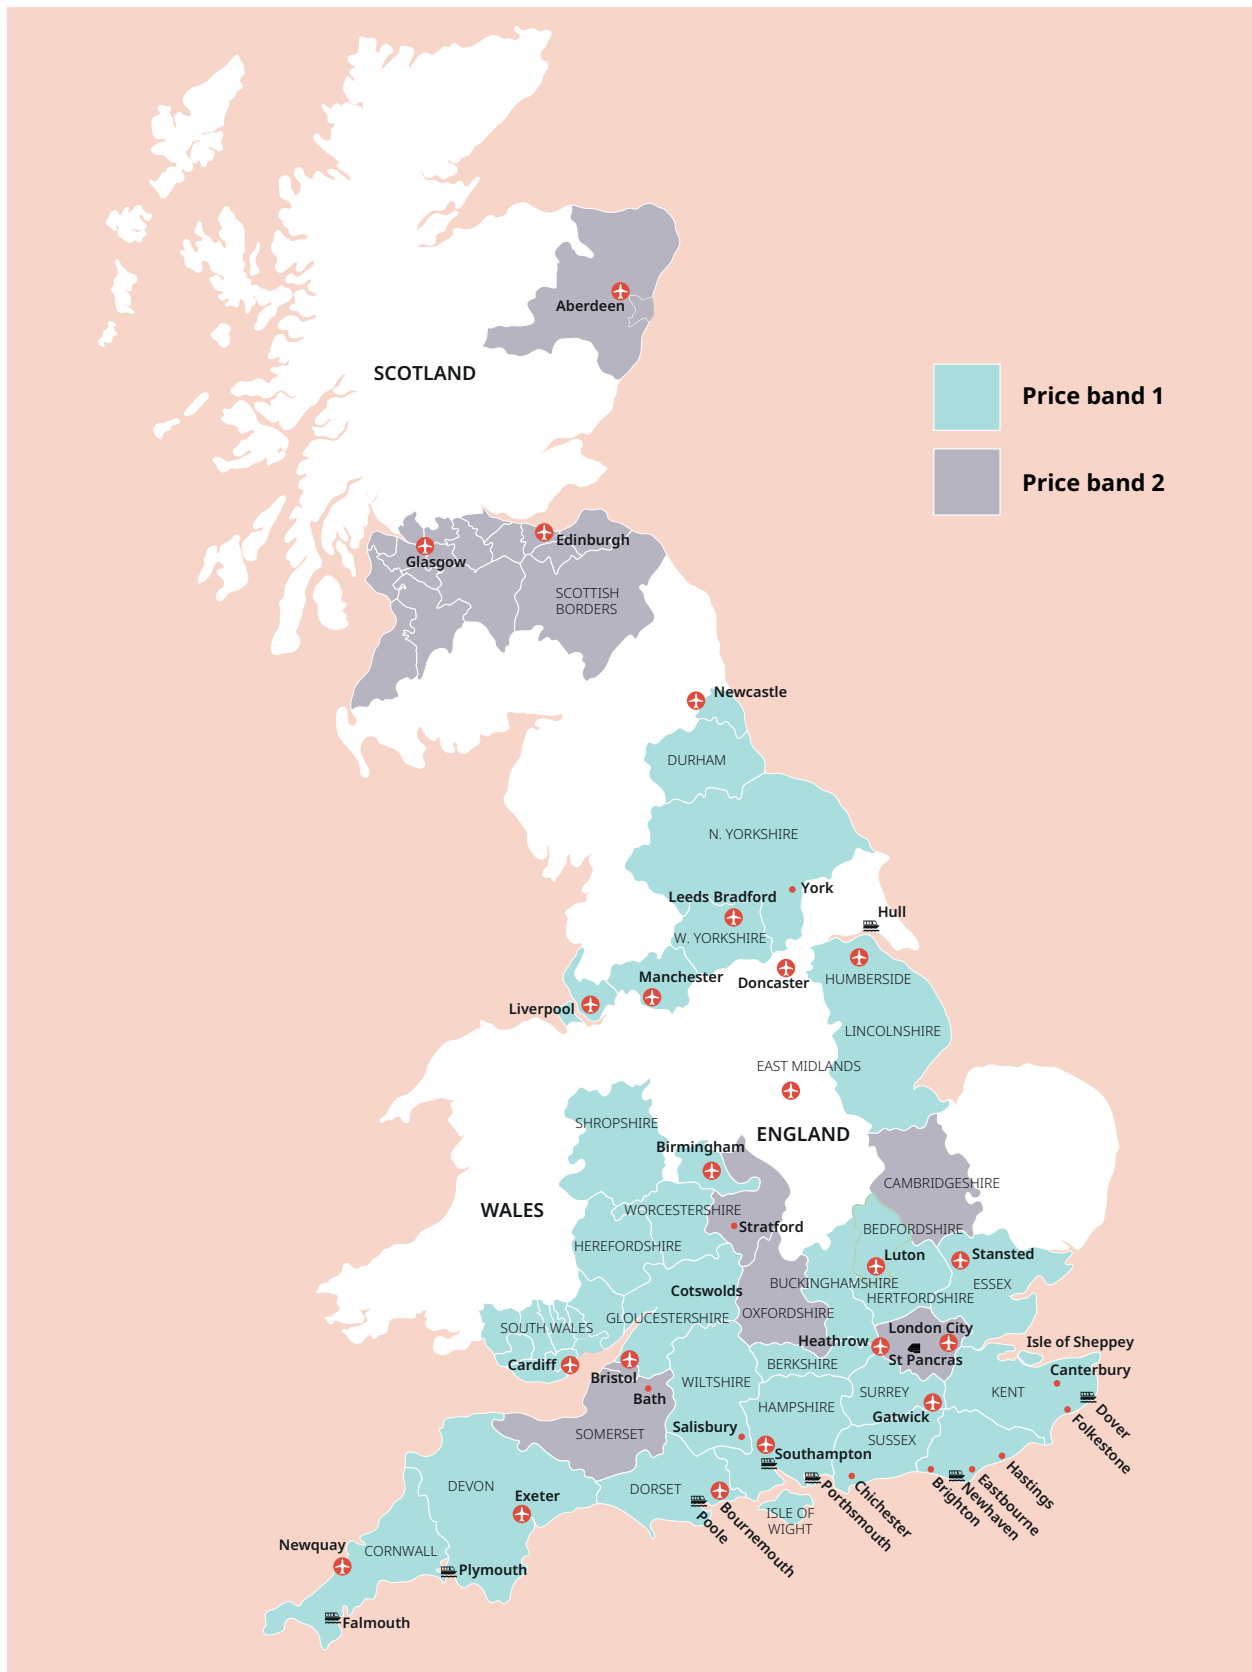 Aberdeen
SCOTLAND
Price band 1
Price band 2
Edinburgh
Glasgow
SCOTTISH
BORDERS
Newcastle
DURHAM
N. YORKSHIRE
York
Leeds Bradford
Hull
W. YORKSHIRE
Manchester
Doncaster
HUMBERSIDE
Liverpool
LINCOLNSHIRE
EAST MIDLANDS
SHROPSHIRE
ENGLAND
Birmingham
CAMBRIDGESHIRE
WALES
WORCESTERSHIRE
Stratford
BEDFORDSHIRE
HEREFORDSHIRE
Luton
Stansted
BUCKINGHAMSHIRE
ESSEX
Cotswolds
HERTFORDSHIRE
OXFORDSHIRE
GLOUCESTERSHIRE
SOUTH WALES
London City
Heathrow
Isle of Sheppey
St Pancras
Cardiff
BERKSHIRE
Canterbury
Bristol
WILTSHIRE
SURREY
KENT
Bath
HAMPSHIRE
Gatwick
Dover
Folkestone
Salisbury
SOMERSET
SUSSEX
Southampton
Hastings
Eastbourne
Newhaven
Brighton
Chichester
Porthsmouth
DEVON
DORSET
Exeter
ISLE OF
WIGHT
Poole
Bournemouth
Newquay
CORNWALL
Plymouth
Falmouth